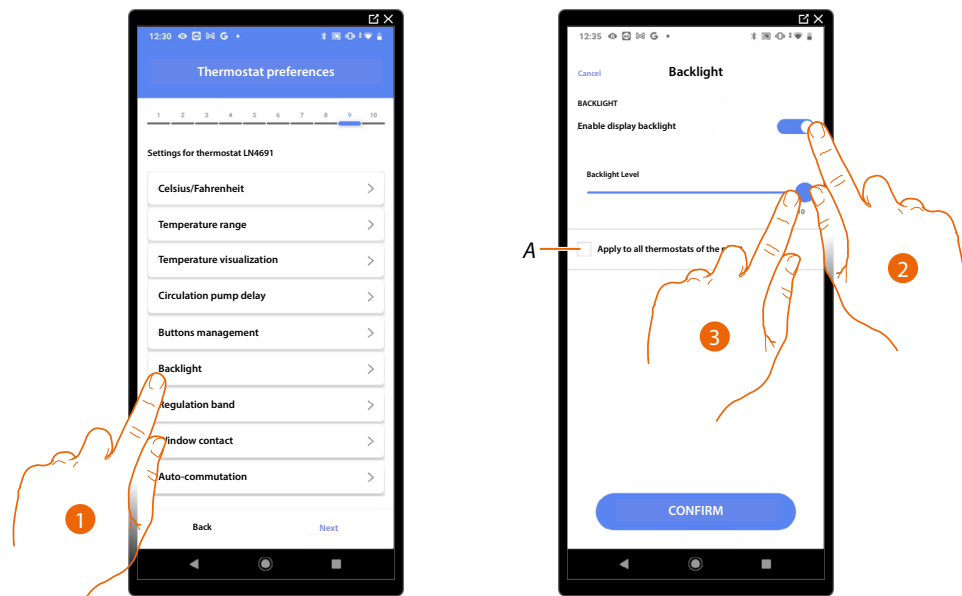 12:30 G
Thermostat preferences
1 2 3 4 5 6 7 8 9 10
Settings for thermostat LN4691
Celsius/Fahrenheit
Temperature range
Temperature visualization
Circulation pump delay
Buttons management
Backlight
Regulation band
Window contact
Auto-commutation
Back Next
1
12:35 G
Cancel Backlight
BACKLIGHT
Enable display backlight
Backlight Level
10
A
Apply to all thermostats of the
2
3
CONFIRM